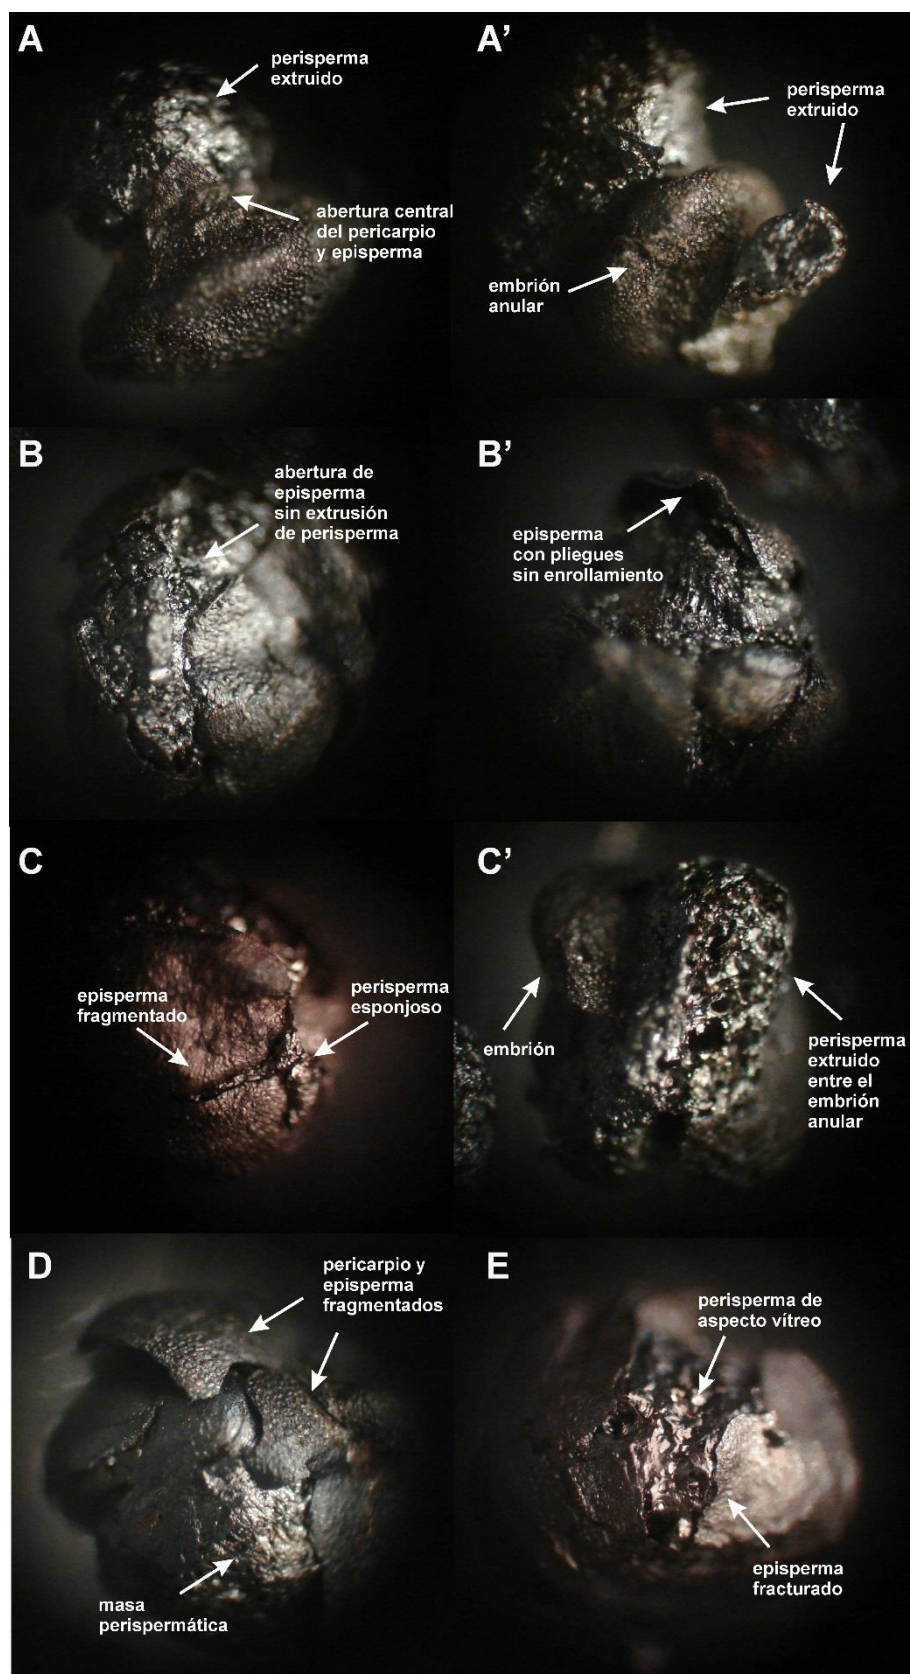 A
perisperma
extruido
abertura central
del pericarpio
y episperma
A’
perisperma
extruido
embrión
anular
B
abertura de
episperma
sin extrusión
de perisperma
B’
episperma
con pliegues
sin enrollamiento
C
episperma
fragmentado
perisperma
esponjoso
C’
embrión
perisperma
extruido
entre el
embrión
anular
D
pericarpio y
episperma
fragmentados
masa
perispermática
E
perisperma de
aspecto vítreo
episperma
fracturado